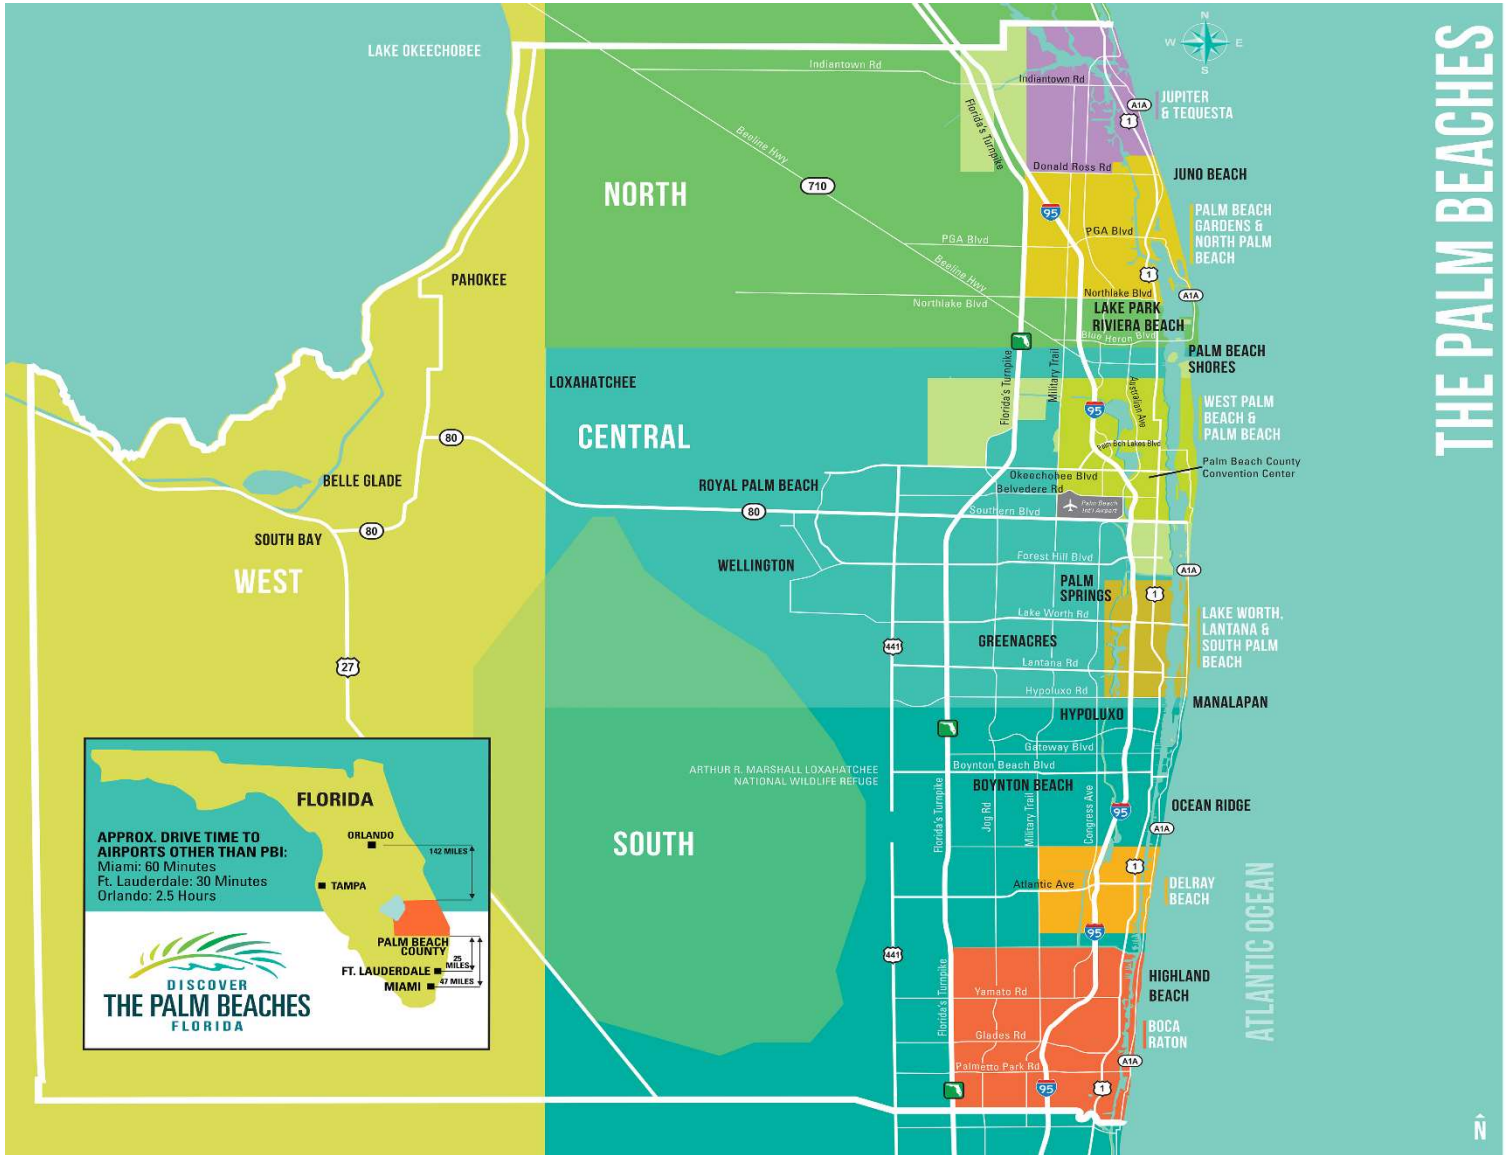 LAKE OKEECHOBEE
N
W
E
S
THE PALM BEACHES
Indiantown Rd
Indiantown Rd
Florida's Turnpike
A1A
1
JUPITER
& TEQUESTA
Beeline Hwy
710
NORTH
Donald Ross Rd
JUNO BEACH
95
PALM BEACH
GARDENS &
NORTH PALM
BEACH
PGA Blvd
PGA Blvd
Beeline Hwy
1
A1A
PAHOKEE
Northlake Blvd
Northlake Blvd
LAKE PARK
RIVIERA BEACH
Blue Heron Blvd
PALM BEACH
SHORES
LOXAHATCHEE
Florida's Turnpike
Military Trail
Australian Ave
95
WEST PALM
BEACH &
PALM BEACH
CENTRAL
80
Palm Bch Lakes Blvd
Palm Beach County
Convention Center
BELLE GLADE
ROYAL PALM BEACH
Okeechobee Blvd
Belvedere Rd
Palm Beach
Int'l Airport
80
Southern Blvd
SOUTH BAY
80
WEST
WELLINGTON
Forest Hill Blvd
A1A
PALM
SPRINGS
1
Lake Worth Rd
LAKE WORTH,
LANTANA &
SOUTH PALM
BEACH
441
GREENACRES
27
Lantana Rd
Hypoluxo Rd
MANALAPAN
HYPOLUXO
Gateway Blvd
ARTHUR R. MARSHALL LOXAHATCHEE
NATIONAL WILDLIFE REFUGE
Boynton Beach Blvd
BOYNTON BEACH
Florida's Turnpike
Jog Rd
Military Trail
Congress Ave
95
OCEAN RIDGE
A1A
SOUTH
1
Atlantic Ave
DELRAY
BEACH
ATLANTIC OCEAN
95
441
Florida's Turnpike
HIGHLAND
BEACH
Yamato Rd
Glades Rd
BOCA
RATON
Palmetto Park Rd
A1A
95
1
N
FLORIDA
APPROX. DRIVE TIME TO
AIRPORTS OTHER THAN PBI:
Miami: 60 Minutes
Ft. Lauderdale: 30 Minutes
Orlando: 2.5 Hours
ORLANDO
142 MILES
TAMPA
PALM BEACH
COUNTY
25
MILES
FT. LAUDERDALE
MIAMI
47 MILES
DISCOVER
THE PALM BEACHES
FLORIDA